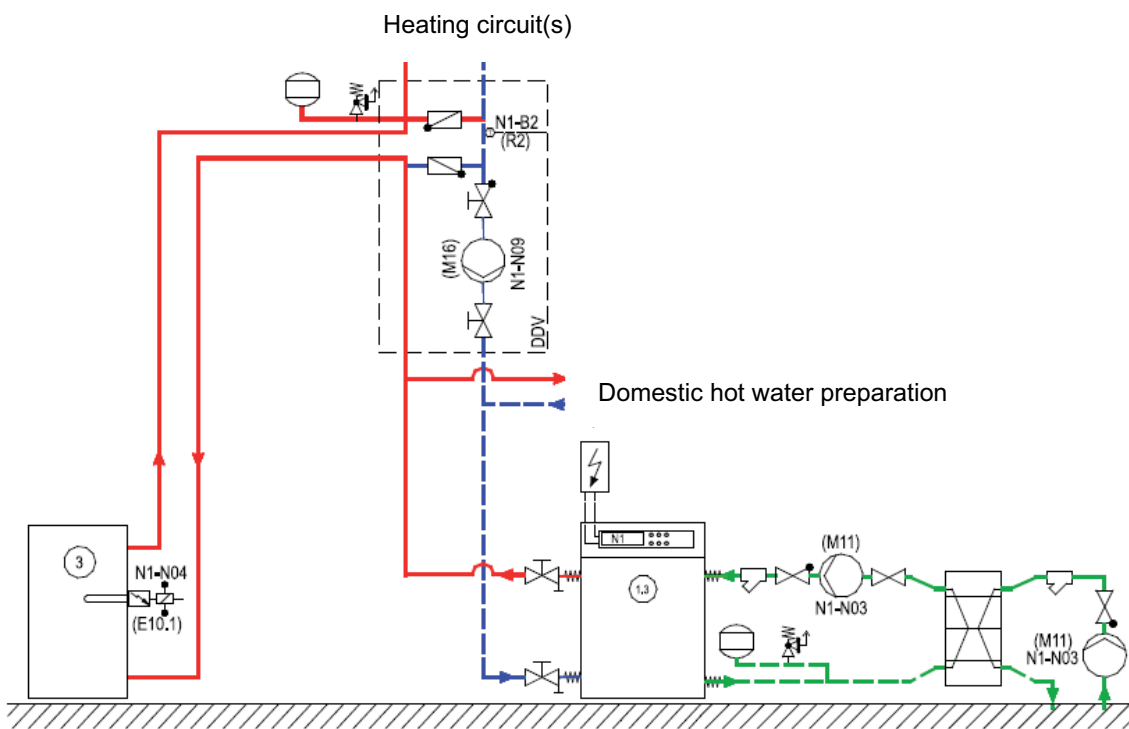 Heating circuit(s)
N1-B2
(R2)
(M16)
N1-N09
DDV
Domestic hot water preparation
3
N1-N04
(E10.1)
N1
1.3
(M11)
N1-N03
(M11)
N1-N03